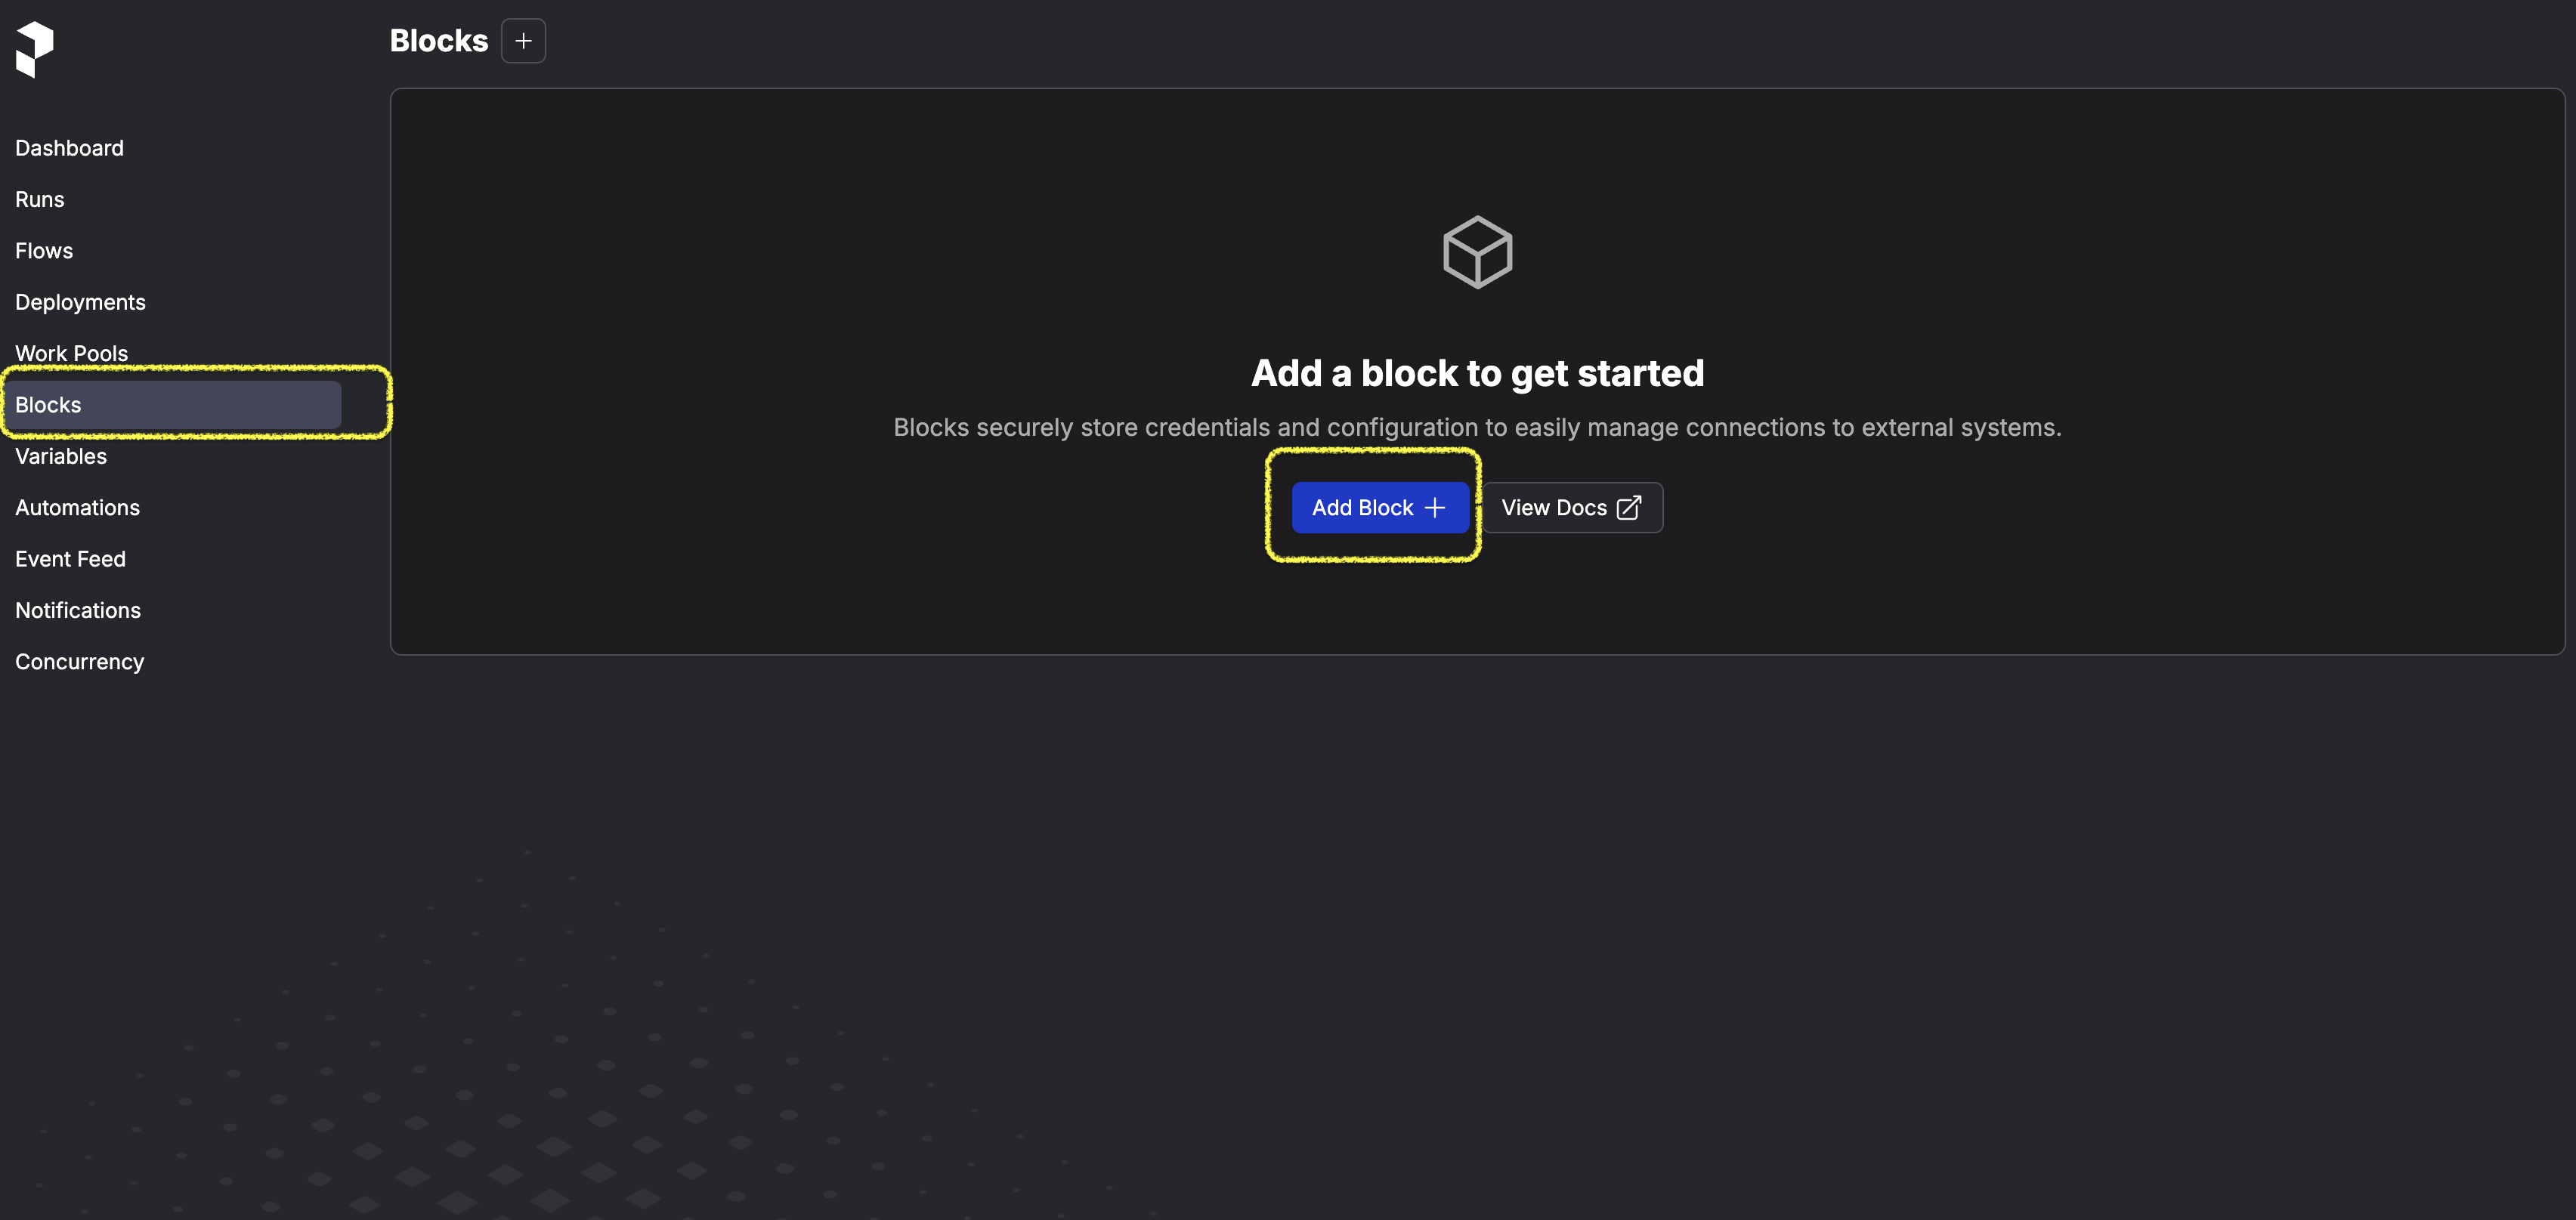 Blocks
Dashboard
Runs
Flows
Deployments
Work Pools
Blocks
Variables
Automations
Event Feed
Notifications
Concurrency
Add a block to get started
Blocks securely store credentials and configuration to easily manage connections to external systems.
Add Block
View Docs